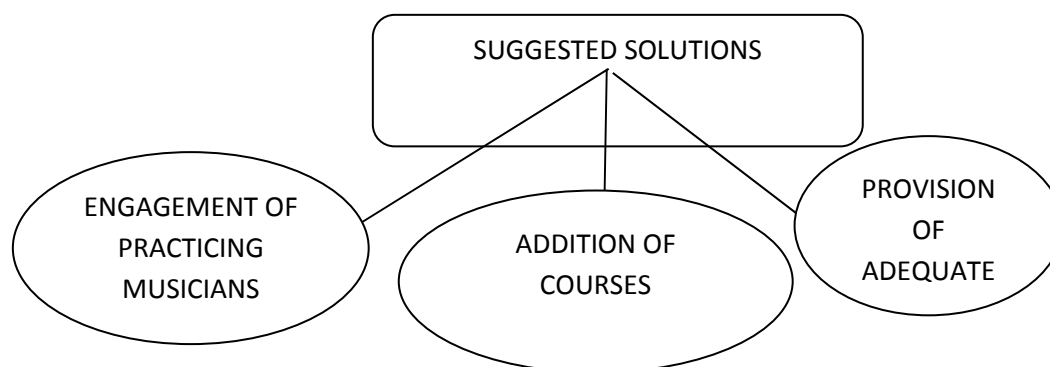 SUGGESTED SOLUTIONS
ENGAGEMENT OF
PRACTICING
MUSICIANS
ADDITION OF
COURSES
PROVISION
OF
ADEQUATE